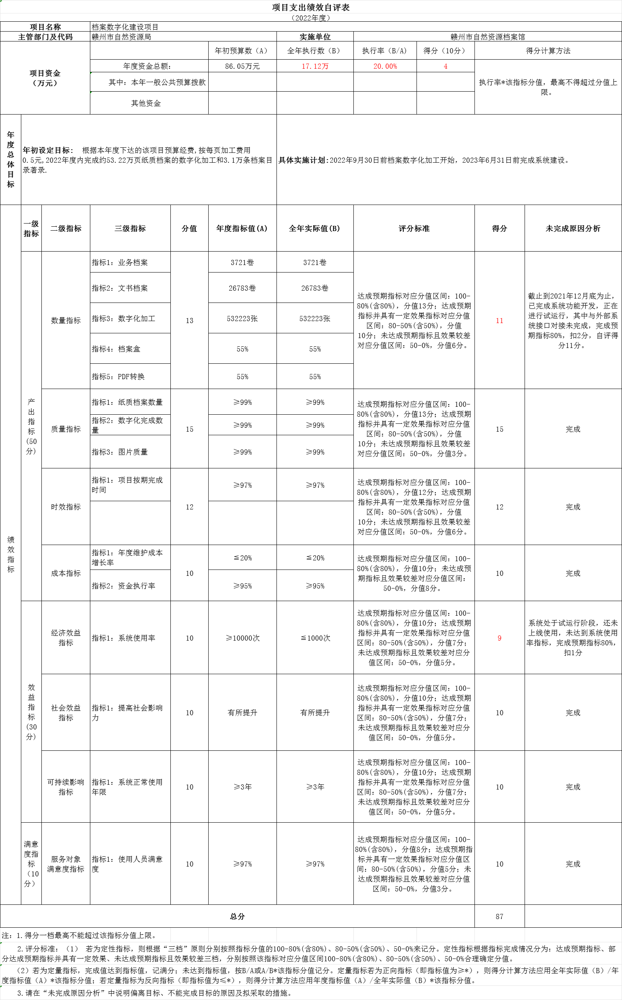 项目支出绩效自评表
（2022年度）
项目名称
档案数字化建设项目
主管部门及代码
赣州市自然资源局
实施单位
赣州市自然资源档案馆
项目资金
（万元）
年初预算数（A）
全年执行数（B）
执行率（B/A)
得分（10分）
得分计算方法
年度资金总额：
86.05万元
17.12万
20.00%
4
执行率*该指标分值，最高不得超过分值上
限。
其中：本年一般公共预算拨款
其他资金
年
度
总
体
目
标
年初设定目标： 根据本年度下达的该项目预算经费,按每页加工费用
0.5元,2022年度内完成约53.22万页纸质档案的数字化加工和3.1万条档案目
录著录.
具体实施计划:2022年9月30日前档案数字化加工开始，2023年6月31日前完成系统建设。
绩
效
指
标
一级
指标
二级指标
三级指标
分值
年度指标值(A)
全年实际值(B)
评分标准
得分
未完成原因分析
产
出
指
标
(50
分)
数量指标
指标1：业务档案
13
3721卷
3721卷
达成预期指标对应分值区间：100-
80%(含80%)，分值13分；达成预期
指标并具有一定效果指标对应分值
区间：80-50%(含50%)，分值
10分；未达成预期指标且效果较差
对应分值区间：50-0%，分值6分。
11
截止到2021年12月底为止，
已完成系统功能开发，正在
进行试运行，其中与外部系
统接口对接未完成，完成预
期指标80%，扣2分，自评得
分11分。
指标2：文书档案
26783卷
26783卷
指标3：数字化加工
532223张
532223张
指标4：档案盒
55%
55%
指标5：PDF转换
55%
55%
质量指标
指标1：纸质档案数量
15
≥99%
≥99%
达成预期指标对应分值区间：100-
80%(含80%)，分值13分；达成预期
指标并具有一定效果指标对应分值
区间：80-50%(含50%)，分值
10分；未达成预期指标且效果较差
对应分值区间：50-0%，分值3分。
15
完成
指标2：数字化完成数
量
≥99%
≥99%
指标3：图片质量
≥99%
≥99%
时效指标
指标1：项目按期完成
时间
12
≥97%
≥97%
达成预期指标对应分值区间：100-
80%(含80%)，分值12分；达成预期
指标并具有一定效果指标对应分值
区间：80-50%(含50%)，分值
10分；未达成预期指标且效果较差
对应分值区间：50-0%，分值6分。
12
完成
成本指标
指标1：年度维护成本
增长率
10
≦20%
≦20%
达成预期指标对应分值区间：100-
80%(含80%)，分值10分；未达成预
期指标且效果较差对应分值区间：
50-0%，分值8分。
10
完成
指标2：资金执行率
≥95%
≥95%
效
益
指
标
(30
分)
经济效益
指标
指标1：系统使用率
10
≥10000次
≦1000次
达成预期指标对应分值区间：100-
80%(含80%)，分值10分；达成预期
指标并具有一定效果指标对应分值
区间：80-50%(含50%)，分值7分；
未达成预期指标且效果较差对应分
值区间：50-0%，分值5分。
9
系统处于试运行阶段，还未
上线使用，未达到系统使用
率指标，完成预期指标80%，
扣1分
社会效益
指标
指标1：提高社会影响
力
10
有所提升
有所提升
达成预期指标对应分值区间：100-
80%(含80%)，分值10分；达成预期
指标并具有一定效果指标对应分值
区间：80-50%(含50%)，分值7分；
未达成预期指标且效果较差对应分
值区间：50-0%，分值5分。
10
完成
可持续影响
指标
指标1：系统正常使用
年限
10
≥3年
≥3年
达成预期指标对应分值区间：100-
80%(含80%)，分值10分；达成预期
指标并具有一定效果指标对应分值
区间：80-50%(含50%)，分值7分；
未达成预期指标且效果较差对应分
值区间：50-0%，分值5分。
10
完成
满意
度指
标
（10
分）
服务对象
满意度指标
指标1：使用人员满意
度
10
≥97%
≥97%
达成预期指标对应分值区间：100-
80%(含80%)，分值8分；达成预期指
标并具有一定效果指标对应分值区
间：80-50%(含50%)，分值5分；未
达成预期指标且效果较差对应分值
区间：50-0%，分值3分。
10
完成
总分
87
注：1.得分一档最高不能超过该指标分值上限。
2.评分标准：（1） 若为定性指标，则根据“三档”原则分别按照指标分值的100-80%(含80%)、80-50%(含50%)、50-0%来记分。定性指标根据指标完成情况分为：达成预期指标、部
分达成预期指标并具有一定效果、未达成预期指标且效果较差三档，分别按照该指标对应分值区间100-80%(含80%)、80-50%(含50%)、50-0%合理确定分值。
（2）若为定量指标，完成值达到指标值，记满分；未达到指标值，按B/A或A/B*该指标分值记分。定量指标若为正向指标（即指标值为≥*），则得分计算方法应用全年实际值（B）/年
度指标值（A）*该指标分值；若定量指标为反向指标（即指标值为≤*），则得分计算方法应用年度指标值（A）/全年实际值（B）*该指标分值。
3.请在“未完成原因分析”中说明偏离目标、不能完成目标的原因及拟采取的措施。